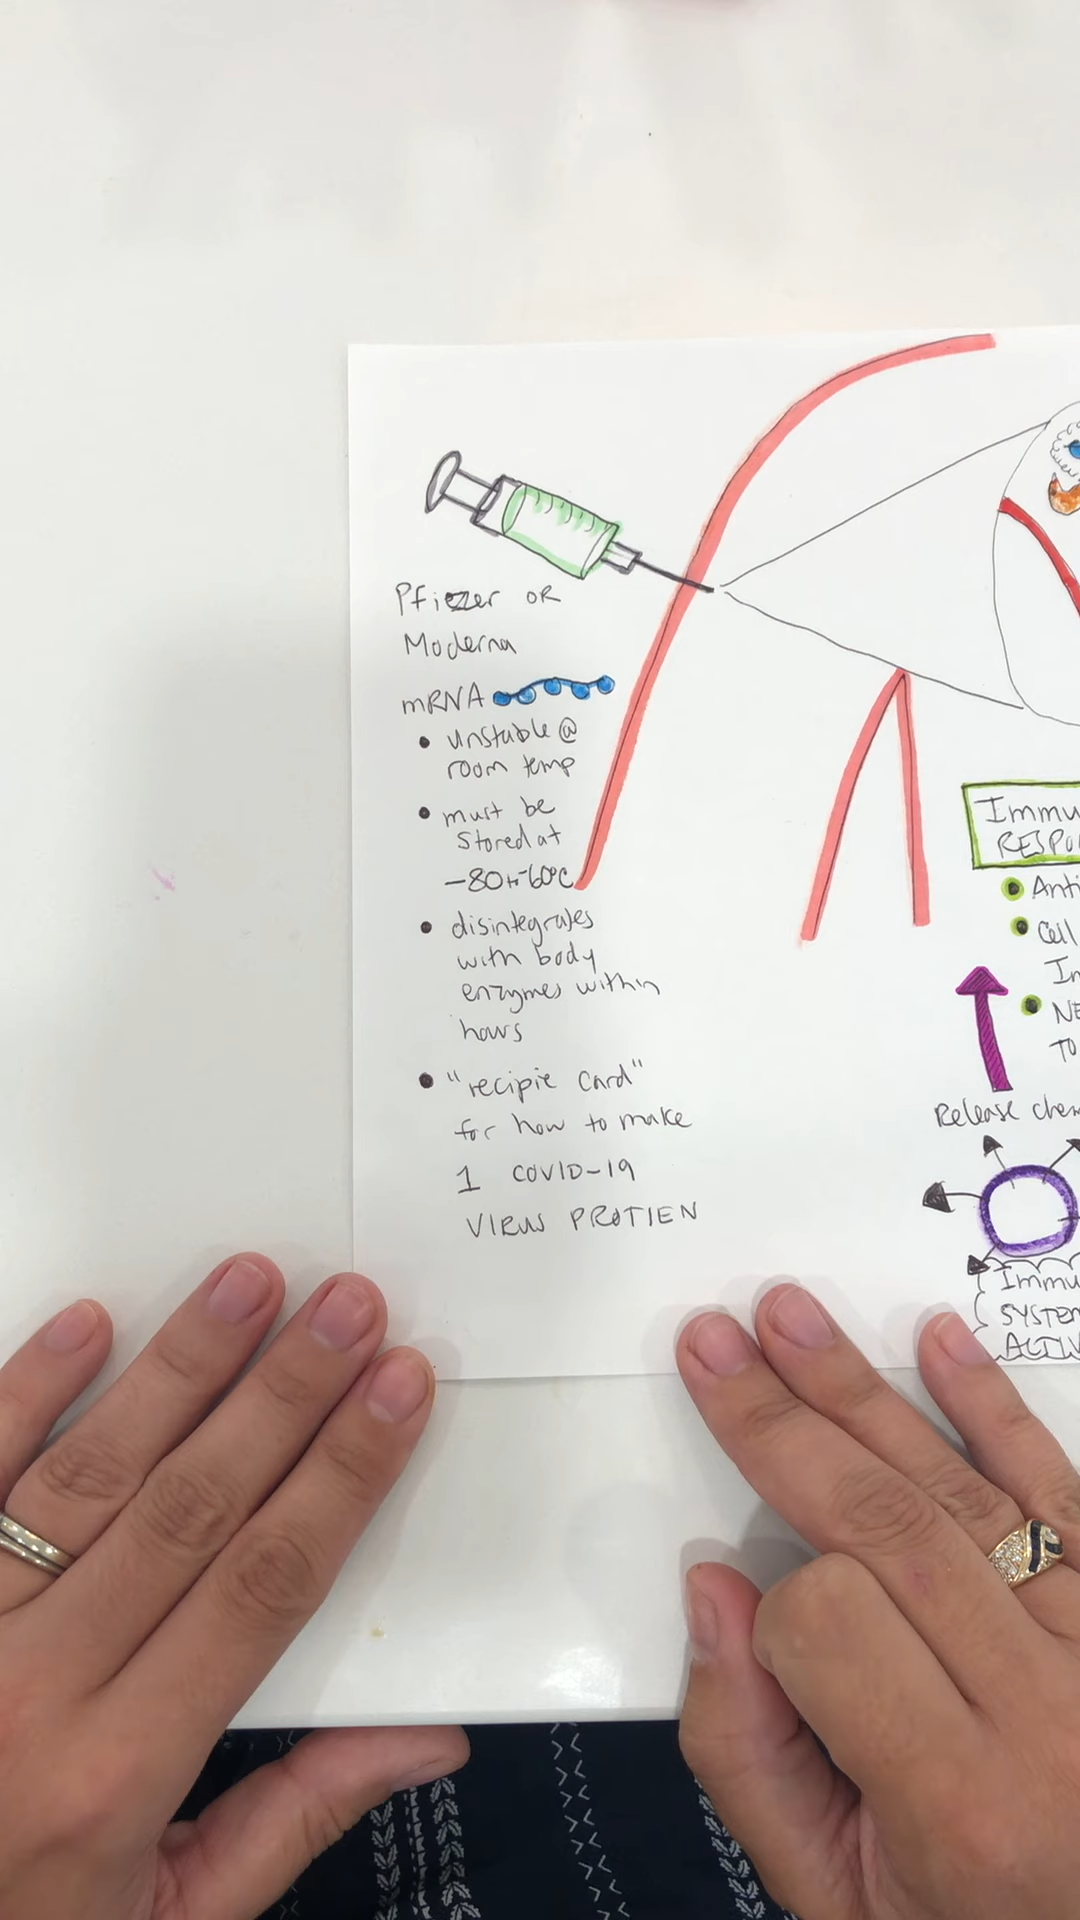 Pfiezer OR
Moderna
mRNA
• unstable @
room temp
• must be
stored at
-80 to -60°C
• disintegrates
with body
enzymes within
hours
• "recipie card"
for how to make
1 COVID-19
VIRUS PROTIEN
Immu
RESPO
• Anti
• Cell
Im
• NE
TO
Release chem
Immu
SYSTEM
ACTIV